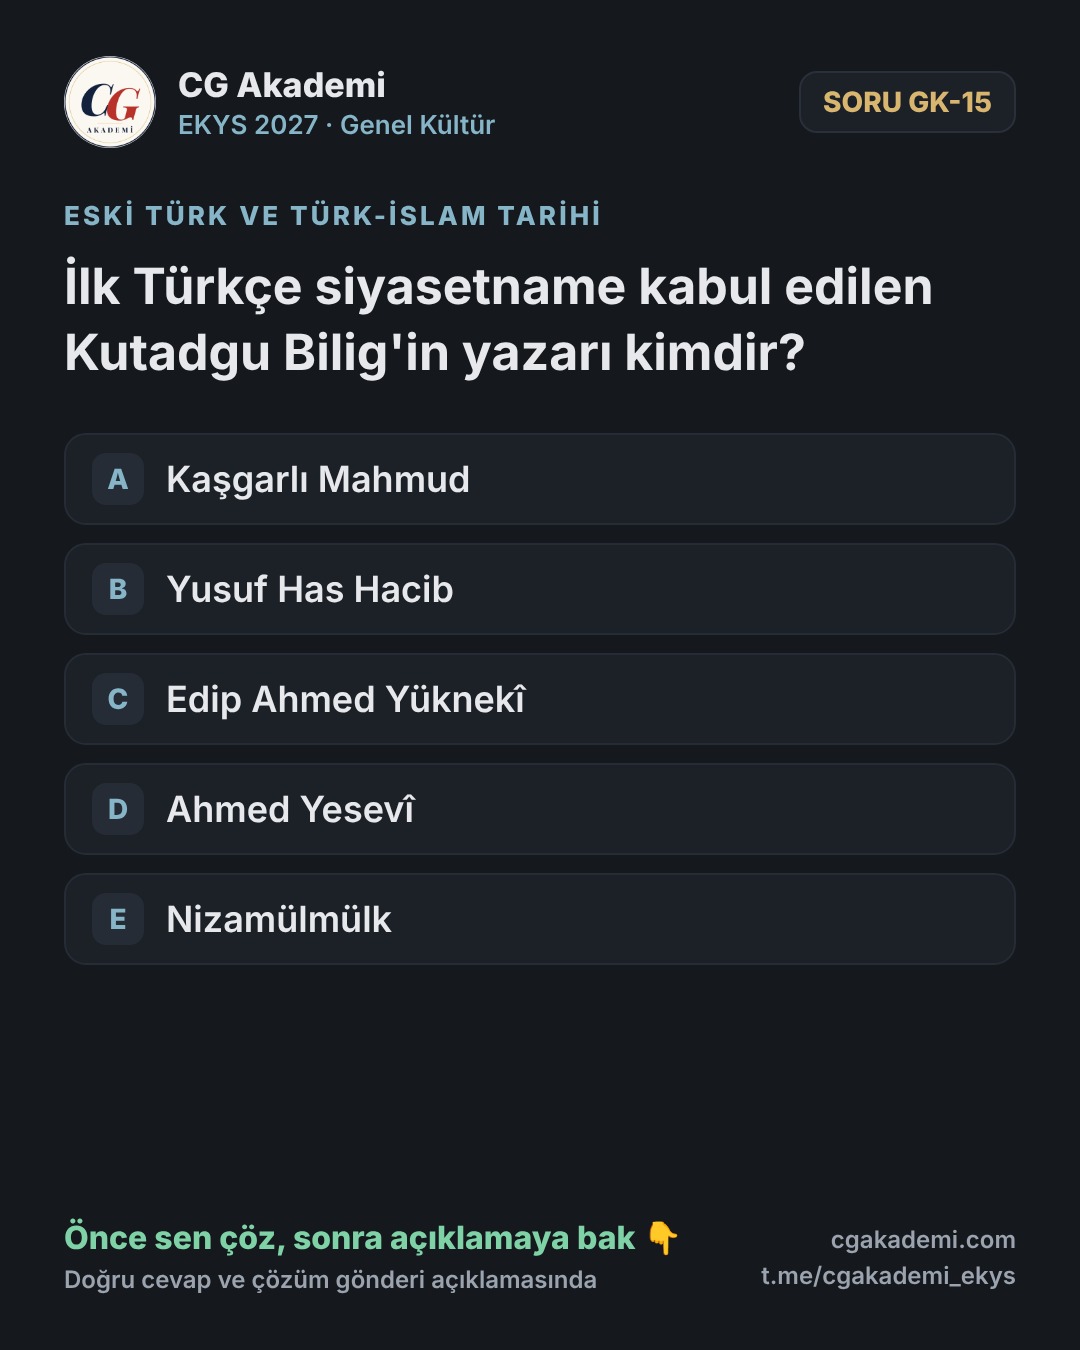 CG
AKADEMİ
CG Akademi
EKYS 2027 · Genel Kültür
SORU GK-15
ESKİ TÜRK VE TÜRK-İSLAM TARİHİ
İlk Türkçe siyasetname kabul edilen
Kutadgu Bilig'in yazarı kimdir?
A Kaşgarlı Mahmud
B Yusuf Has Hacib
C Edip Ahmed Yüknekî
D Ahmed Yesevî
E Nizamülmülk
Önce sen çöz, sonra açıklamaya bak 👇
Doğru cevap ve çözüm gönderi açıklamasında
cgakademi.com
t.me/cgakademi_ekys